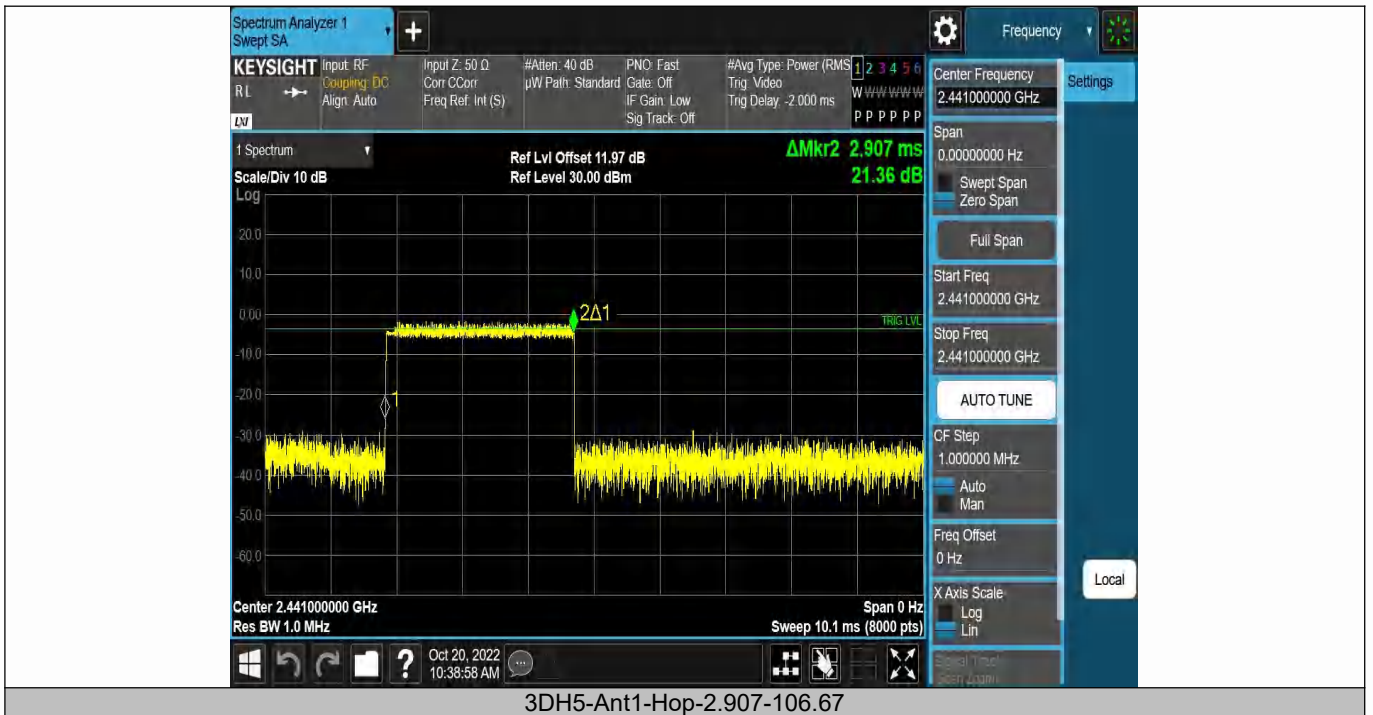 Spectrum Analyzer 1
Swept SA
+
Frequency
KEYSIGHT
RL
LXI
Input: RF
Coupling: DC
Align: Auto
Input Z: 50 Ω
Corr CCorr
Freq Ref: Int (S)
#Atten: 40 dB
µW Path: Standard
PNO: Fast
Gate: Off
IF Gain: Low
Sig Track: Off
#Avg Type: Power (RMS
Trig: Video
Trig Delay: -2.000 ms
1 2 3 4 5 6
W W W W W W
P P P P P P
1 Spectrum
Scale/Div 10 dB
Log
Ref Lvl Offset 11.97 dB
Ref Level 30.00 dBm
ΔMkr2 2.907 ms
21.36 dB
20.0
10.0
0.00
-10.0
-20.0
-30.0
-40.0
-50.0
-60.0
2Δ1
1
TRIG LVL
Center 2.441000000 GHz
Res BW 1.0 MHz
Span 0 Hz
Sweep 10.1 ms (8000 pts)
Center Frequency
2.441000000 GHz
Settings
Span
0.00000000 Hz
Swept Span
Zero Span
Full Span
Start Freq
2.441000000 GHz
Stop Freq
2.441000000 GHz
AUTO TUNE
CF Step
1.000000 MHz
Auto
Man
Freq Offset
0 Hz
X Axis Scale
Log
Lin
Local
?
Oct 20, 2022
10:38:58 AM
3DH5-Ant1-Hop-2.907-106.67